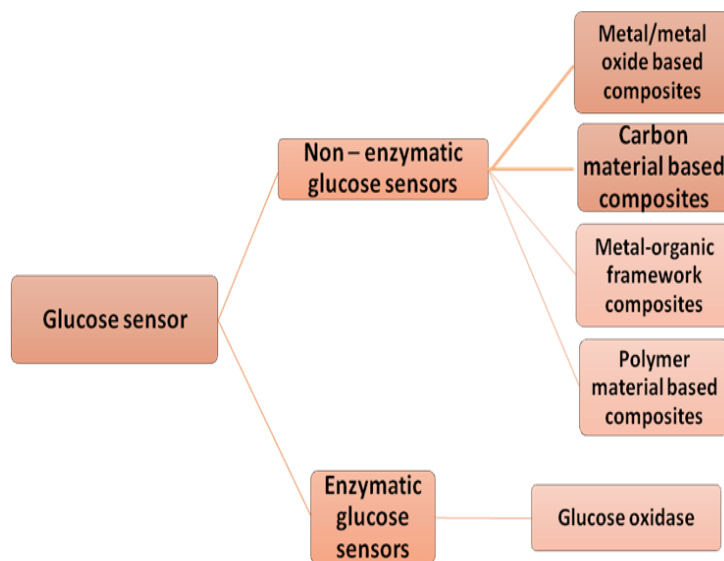 Metal/metal
oxide based
composites
Non – enzymatic
glucose sensors
Carbon
material based
composites
Metal-organic
framework
composites
Glucose sensor
Polymer
material based
composites
Enzymatic
glucose
sensors
Glucose oxidase